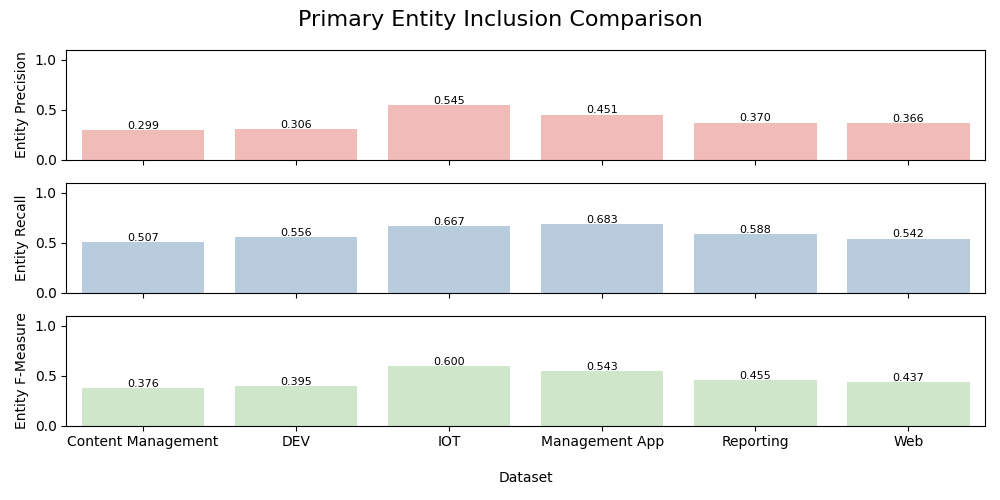 Primary Entity Inclusion Comparison
Entity Precision
1.0
0.5
0.0
0.299 0.306 0.545 0.451 0.370 0.366
Entity Recall
1.0
0.5
0.0
0.507 0.556 0.667 0.683 0.588 0.542
Entity F-Measure
1.0
0.5
0.0
0.376 0.395 0.600 0.543 0.455 0.437
Content Management DEV IOT Management App Reporting Web
Dataset